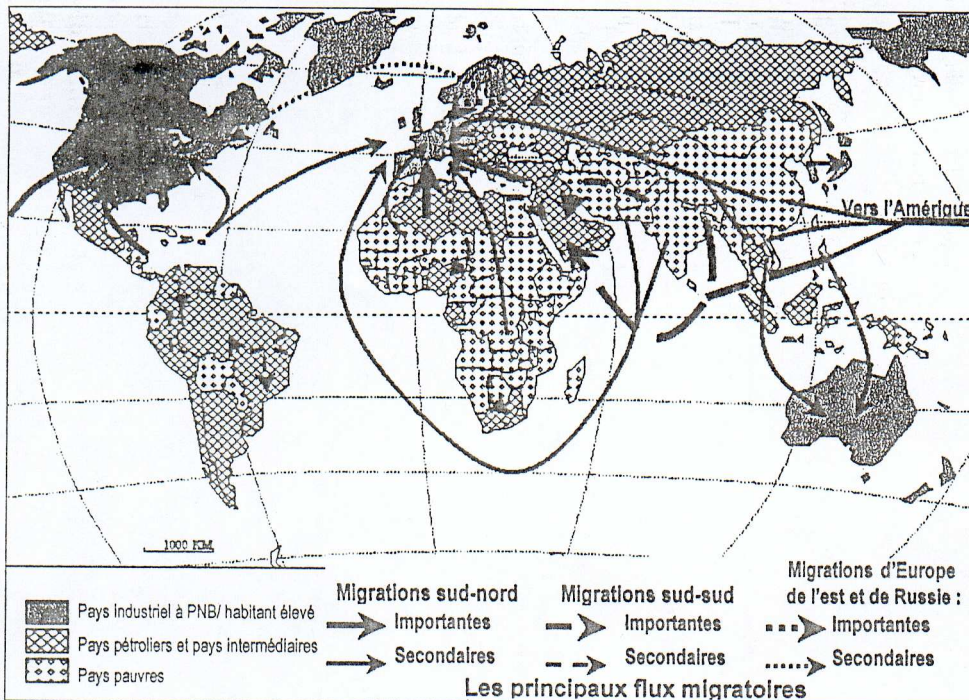 Vers l'Amérique
1000 KM
Pays industriel à PNB/ habitant élevé
Pays pétroliers et pays intermédiaires
Pays pauvres
Migrations sud-nord
Importantes
Secondaires
Migrations sud-sud
Importantes
Secondaires
Migrations d'Europe
de l'est et de Russie :
Importantes
Secondaires
Les principaux flux migratoires